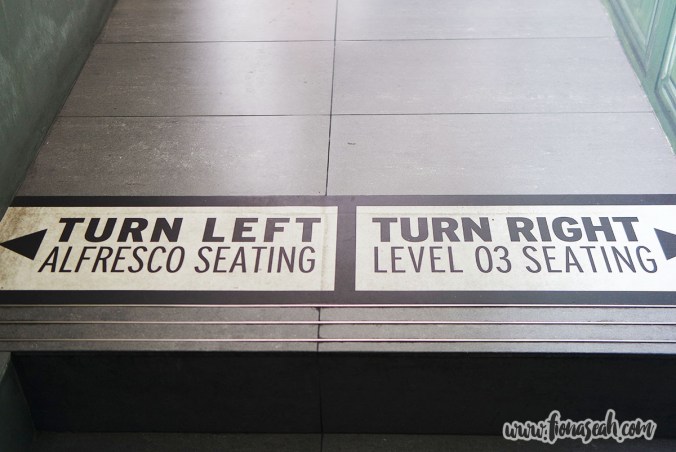 TURN LEFT
ALFRESCO SEATING
TURN RIGHT
LEVEL 03 SEATING
www.fionaseah.com